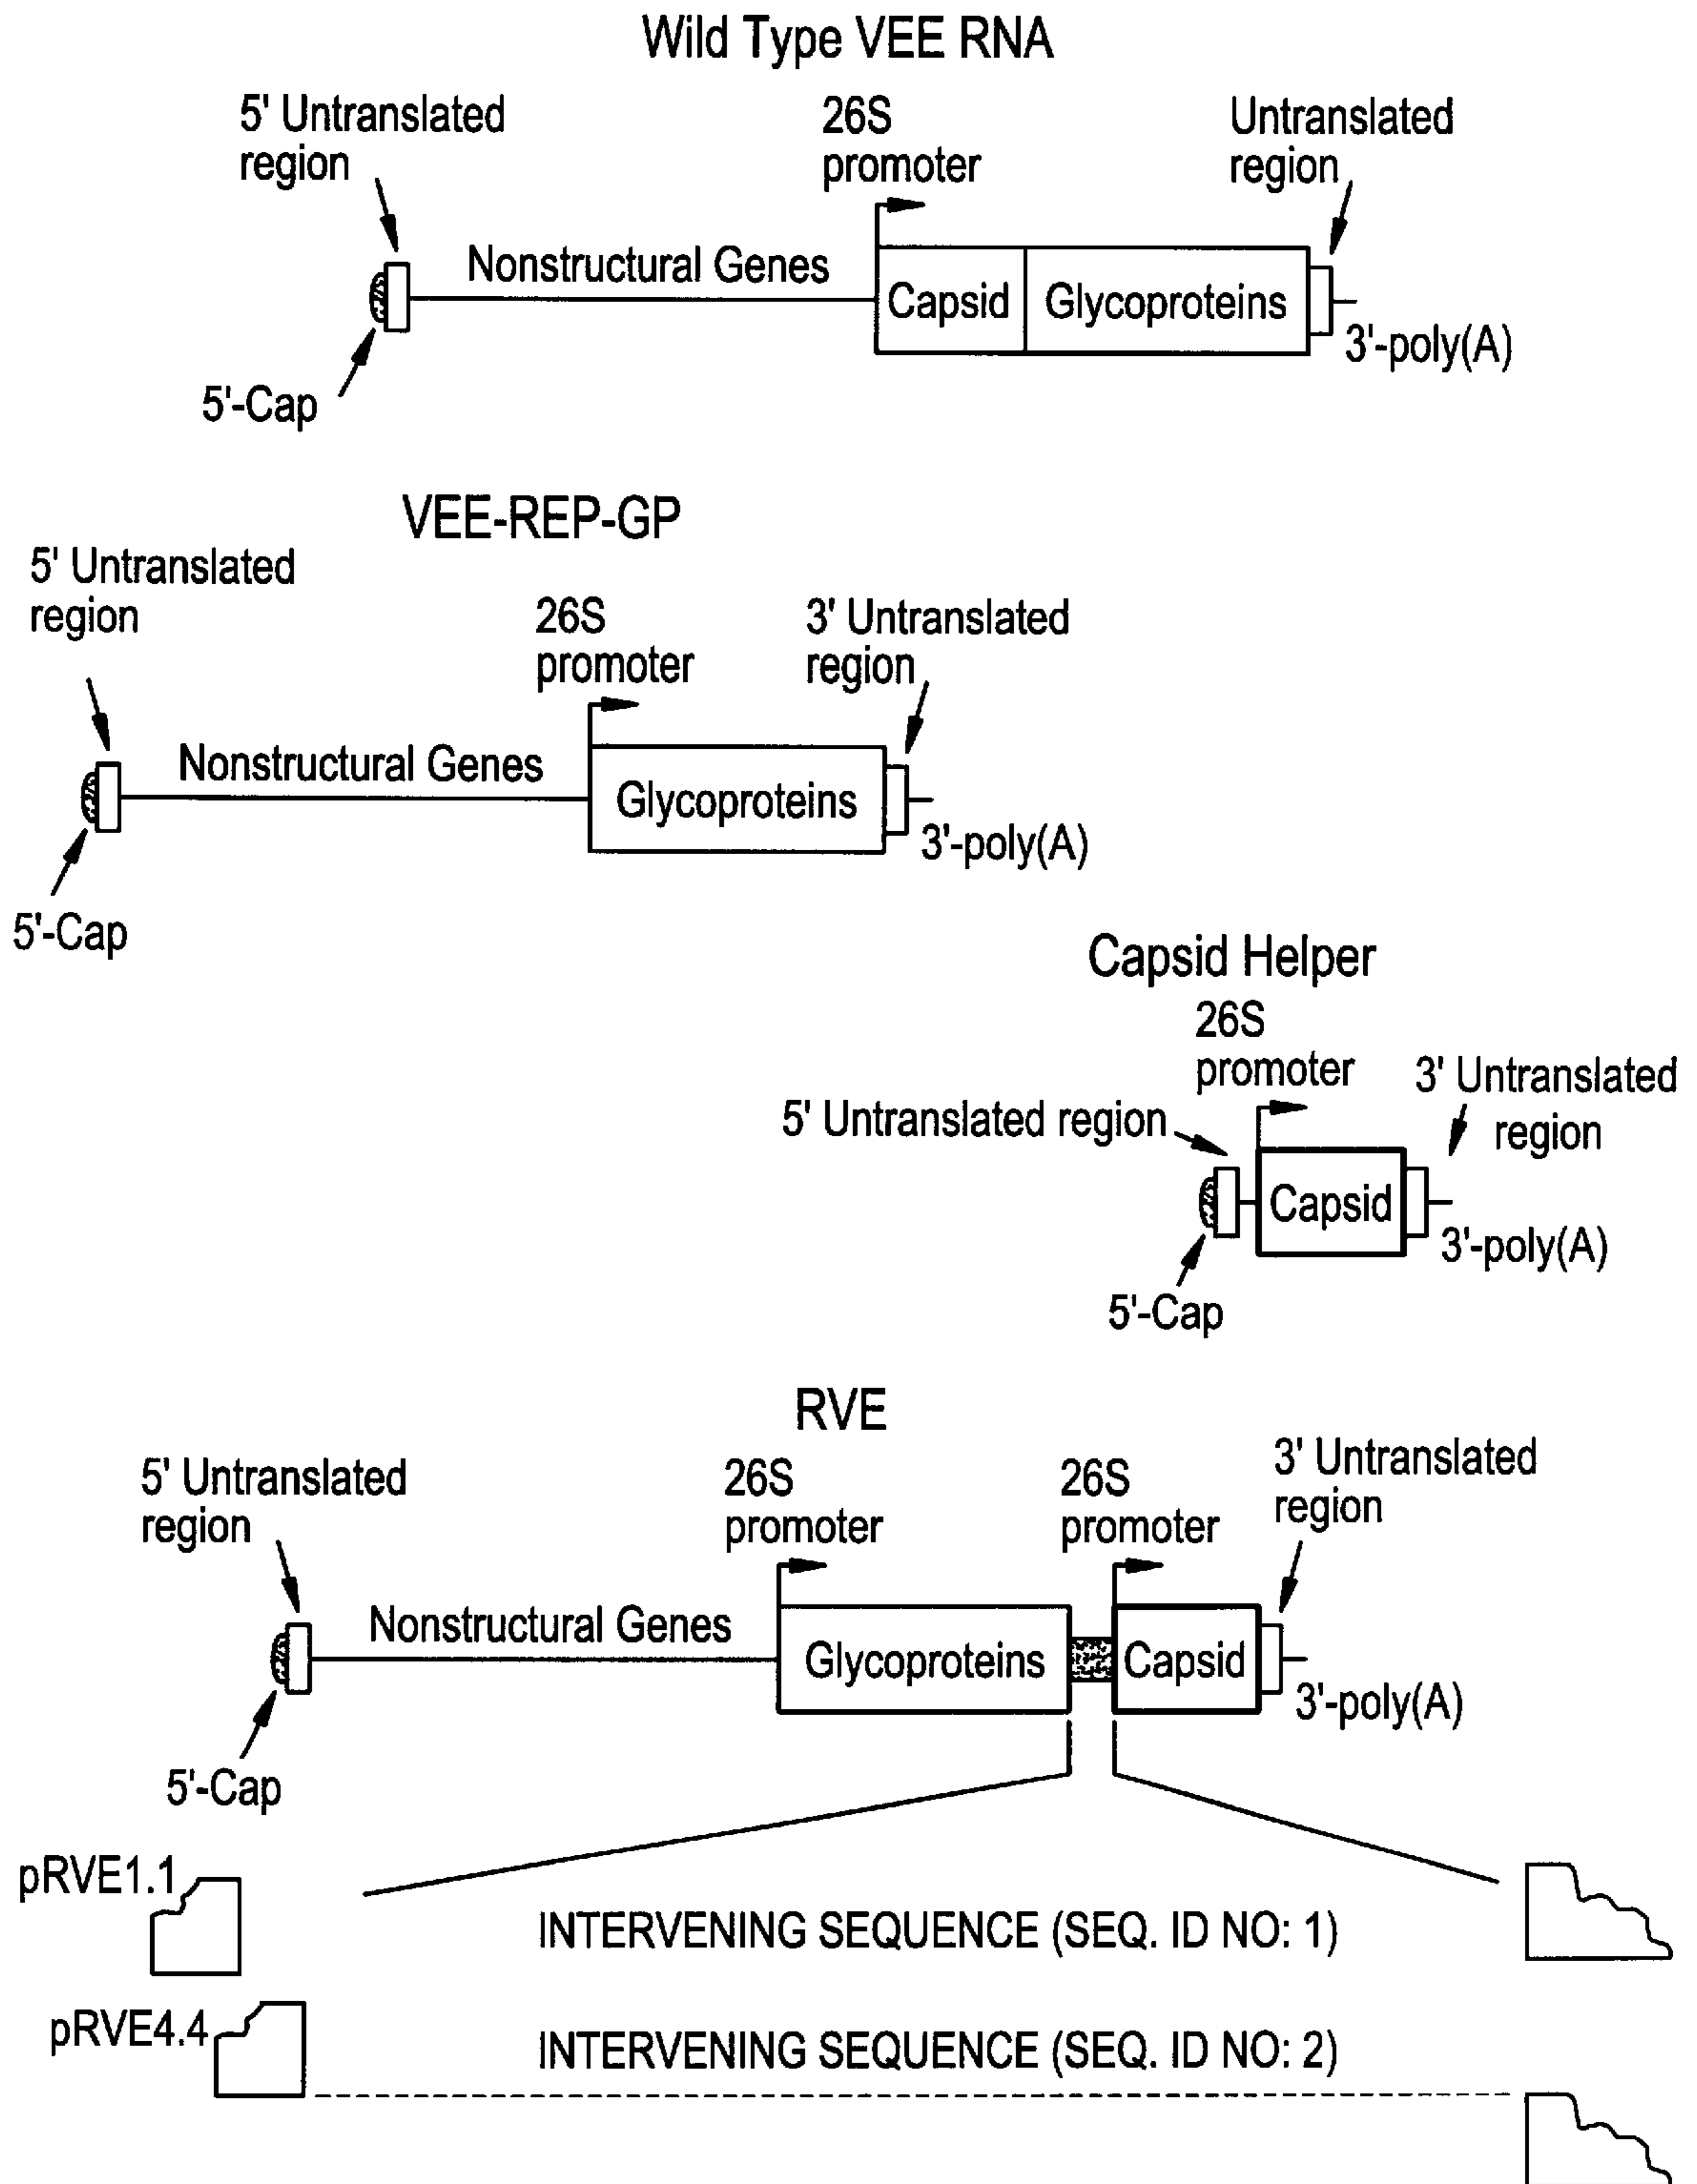 Wild Type VEE RNA
5' Untranslated
region
26S
promoter
Untranslated
region
Nonstructural Genes
Capsid
Glycoproteins
3'-poly(A)
5'-Cap
VEE-REP-GP
5' Untranslated
region
26S
promoter
3' Untranslated
region
Nonstructural Genes
Glycoproteins
3'-poly(A)
5'-Cap
Capsid Helper
26S
promoter
3' Untranslated
region
5' Untranslated region
Capsid
3'-poly(A)
5'-Cap
RVE
5' Untranslated
region
26S
promoter
26S
promoter
3' Untranslated
region
Nonstructural Genes
Glycoproteins
Capsid
3'-poly(A)
5'-Cap
pRVE1.1
INTERVENING SEQUENCE (SEQ. ID NO: 1)
pRVE4.4
INTERVENING SEQUENCE (SEQ. ID NO: 2)